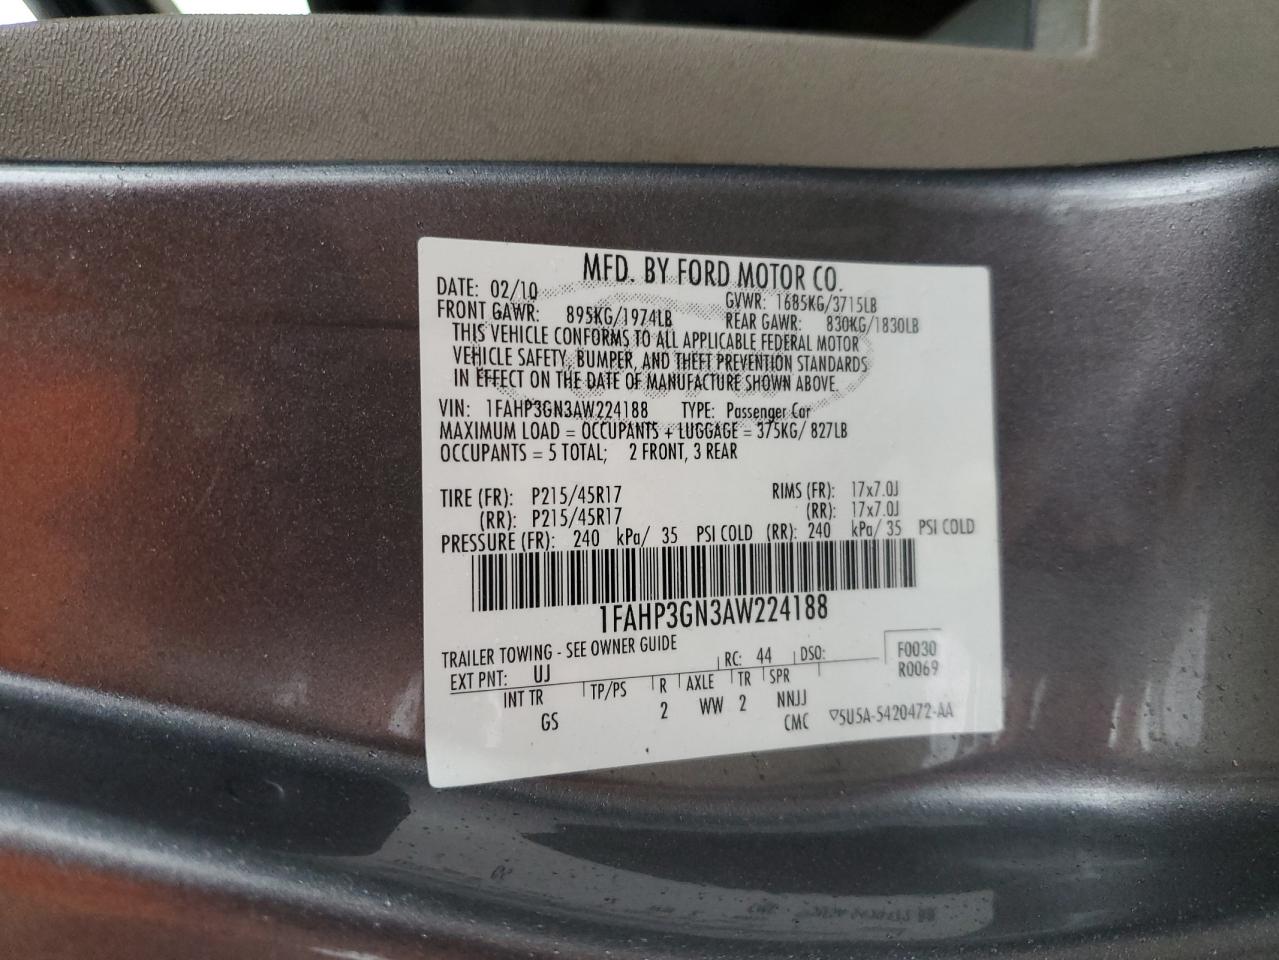 MFD. BY FORD MOTOR CO.
DATE: 02/10 GVWR: 1685KG/3715LB
FRONT GAWR: 895KG/1974LB REAR GAWR: 830KG/1830LB
THIS VEHICLE CONFORMS TO ALL APPLICABLE FEDERAL MOTOR
VEHICLE SAFETY, BUMPER, AND THEFT PREVENTION STANDARDS
IN EFFECT ON THE DATE OF MANUFACTURE SHOWN ABOVE.
VIN: 1FAHP3GN3AW224188 TYPE: Passenger Car
MAXIMUM LOAD = OCCUPANTS + LUGGAGE = 375KG/ 827LB
OCCUPANTS = 5 TOTAL; 2 FRONT, 3 REAR
TIRE (FR): P215/45R17 RIMS (FR): 17x7.0J
(RR): P215/45R17 (RR): 17x7.0J
PRESSURE (FR): 240 kPa/ 35 PSI COLD (RR): 240 kPa/ 35 PSI COLD
1FAHP3GN3AW224188
TRAILER TOWING - SEE OWNER GUIDE
EXT PNT: UJ RC: 44 DSO: F0030
R0069
INT TR TP/PS R AXLE TR SPR
GS 2 WW 2 NNJJ
CMC ▽5U5A-5420472-AA